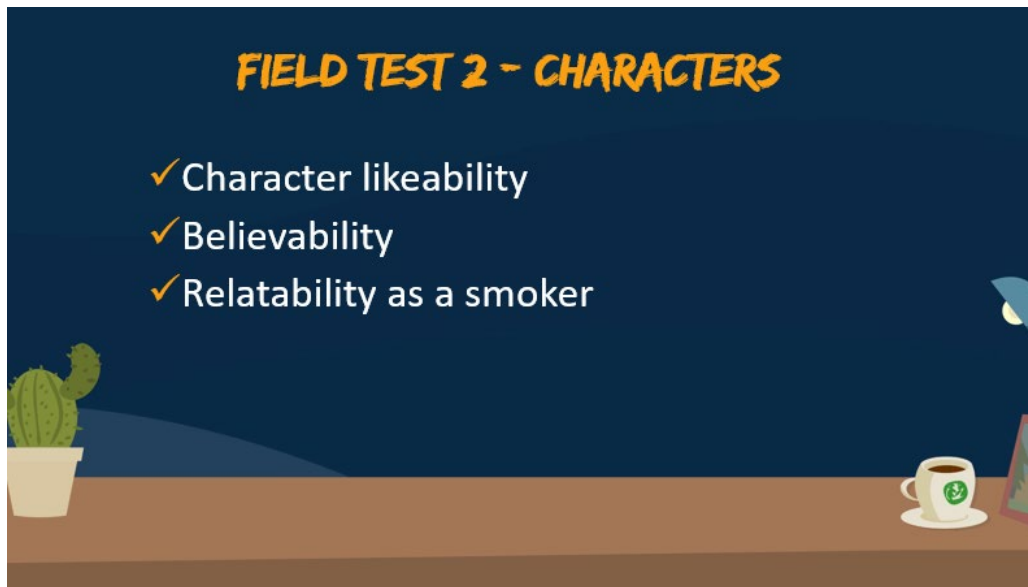 FIELD TEST 2 - CHARACTERS
✓Character likeability
✓Believability
✓Relatability as a smoker